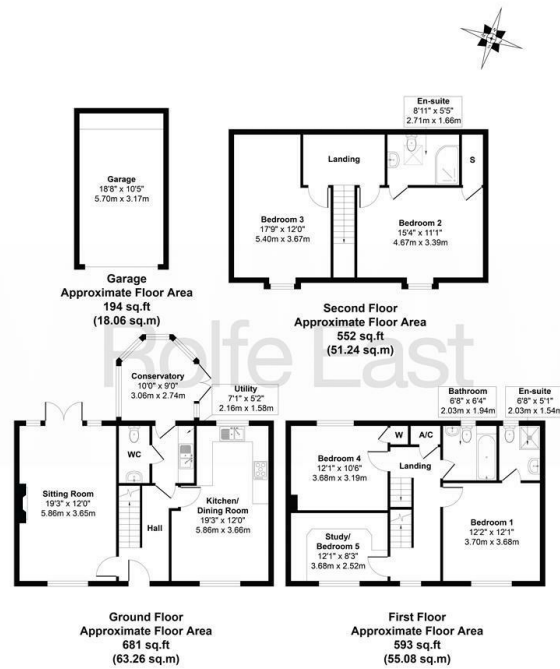 En-suite
8'11" x 5'5"
2.71m x 1.66m
Landing
S
Bedroom 3
17'9" x 12'0"
5.40m x 3.67m
Bedroom 2
15'4" x 11'1"
4.67m x 3.39m
Second Floor
Approximate Floor Area
552 sq.ft
(51.24 sq.m)
Garage
18'8" x 10'5"
5.70m x 3.17m
Garage
Approximate Floor Area
194 sq.ft
(18.06 sq.m)
Rolfe East
Conservatory
10'0" x 9'0"
3.06m x 2.74m
Utility
7'1" x 5'2"
2.16m x 1.58m
WC
Sitting Room
19'3" x 12'0"
5.86m x 3.65m
Hall
Kitchen/
Dining Room
19'3" x 12'0"
5.86m x 3.66m
Ground Floor
Approximate Floor Area
681 sq.ft
(63.26 sq.m)
Bathroom
6'8" x 6'4"
2.03m x 1.94m
En-suite
6'8" x 5'1"
2.03m x 1.54m
W
A/C
Landing
Bedroom 4
12'1" x 10'6"
3.68m x 3.19m
Study/
Bedroom 5
12'1" x 8'3"
3.68m x 2.52m
Bedroom 1
12'2" x 12'1"
3.70m x 3.68m
First Floor
Approximate Floor Area
593 sq.ft
(55.08 sq.m)